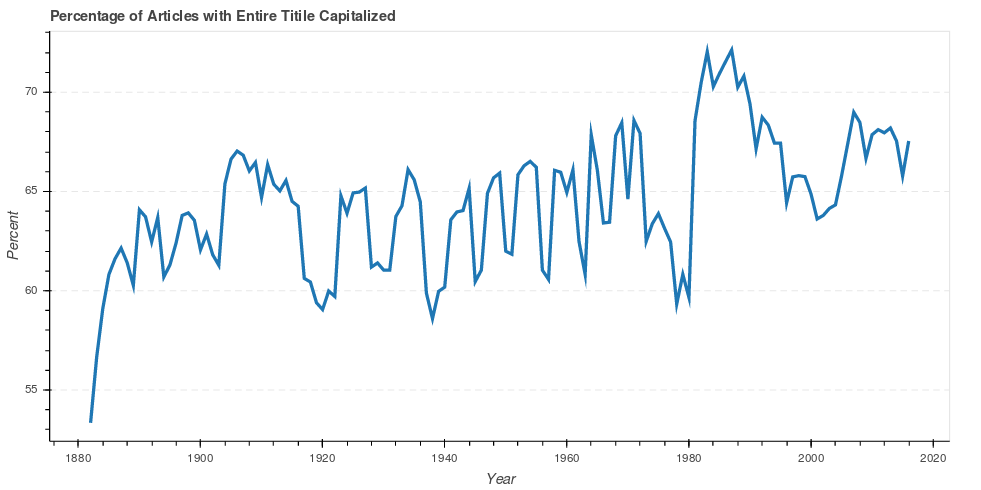 Percentage of Articles with Entire Titile Capitalized
Percent
70
65
60
55
1880 1900 1920 1940 1960 1980 2000 2020
Year